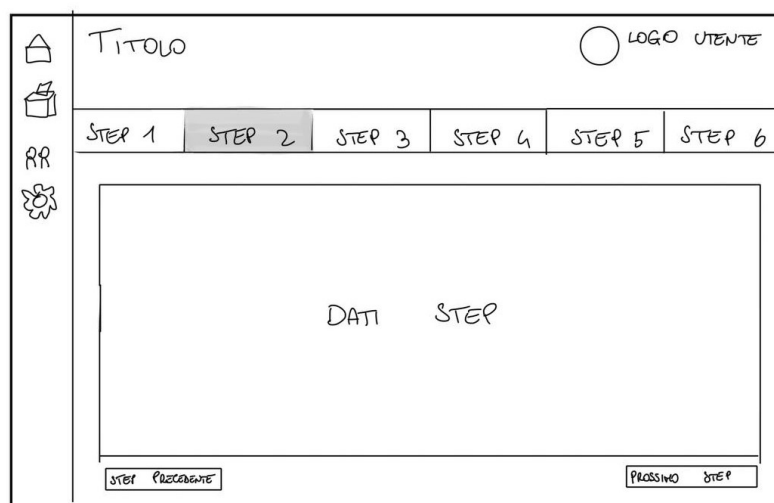 TITOLO
LOGO UTENTE
STEP 1
STEP 2
STEP 3
STEP 4
STEP 5
STEP 6
DATI STEP
STEP PRECEDENTE
PROSSIMO STEP